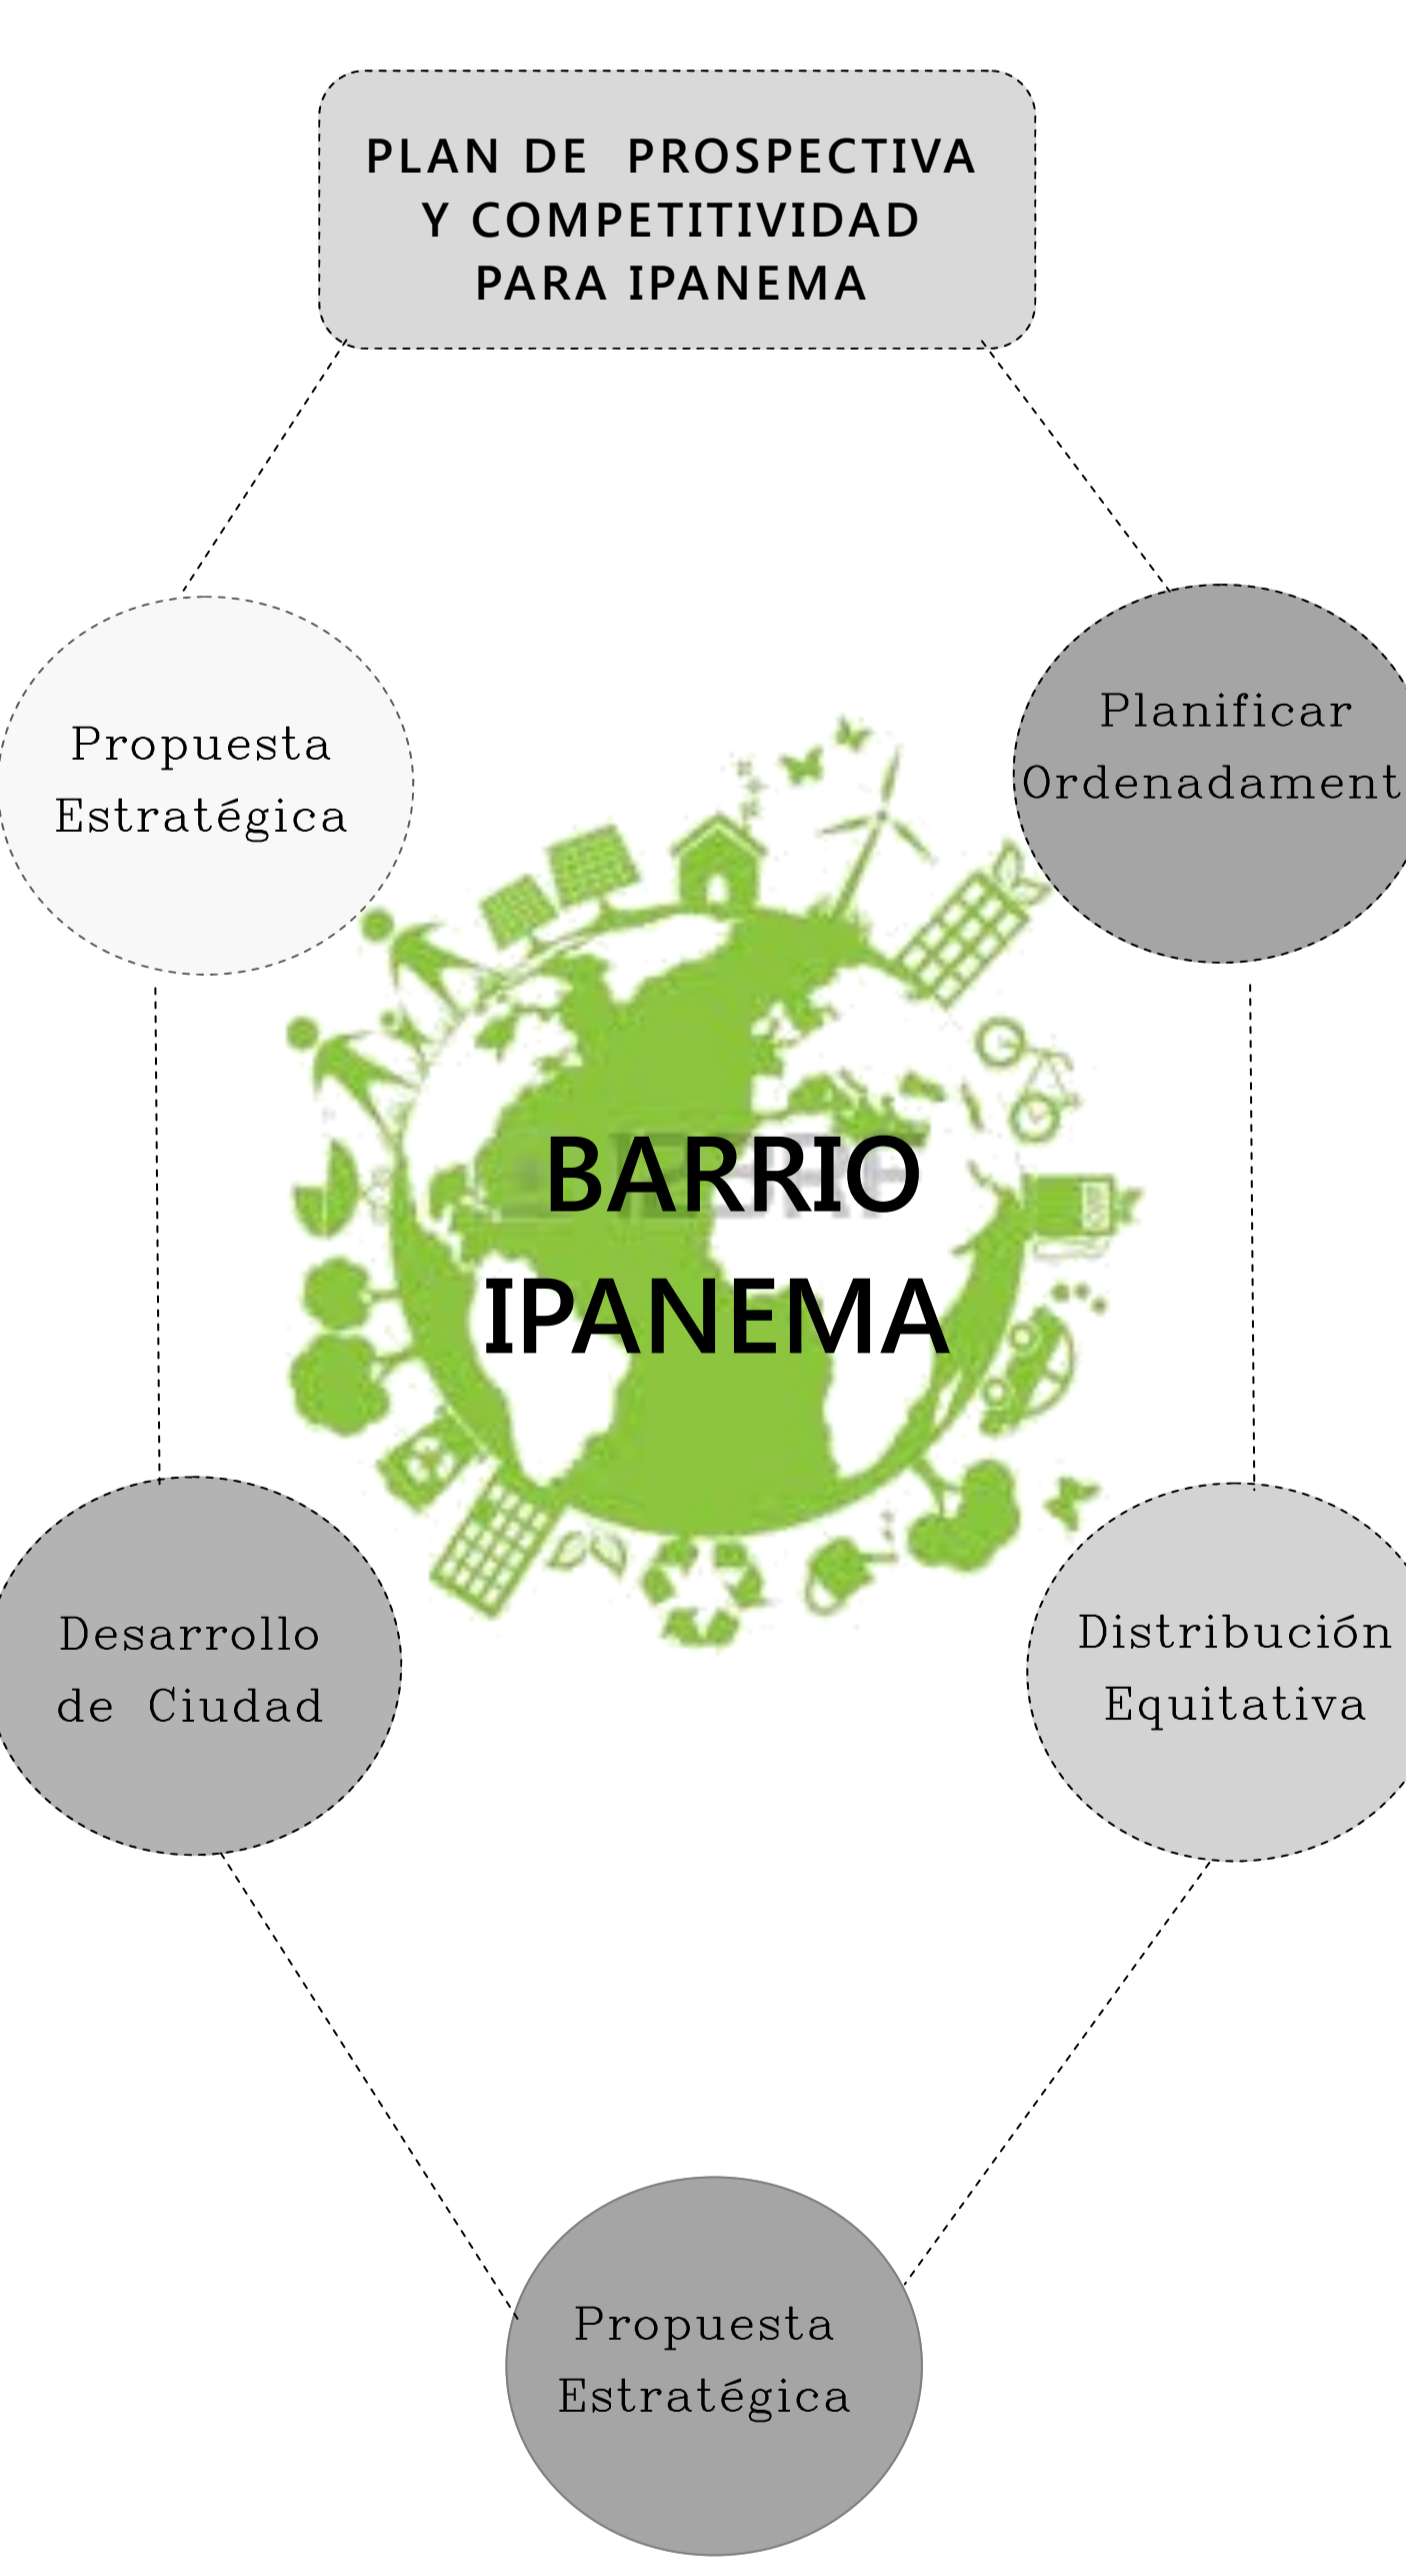 PLAN DE PROSPECTIVA
Y COMPETITIVIDAD
PARA IPANEMA
Propuesta
Estratégica
Planificar
Ordenadament
BARRIO
IPANEMA
Desarrollo
de Ciudad
Distribución
Equitativa
Propuesta
Estratégica